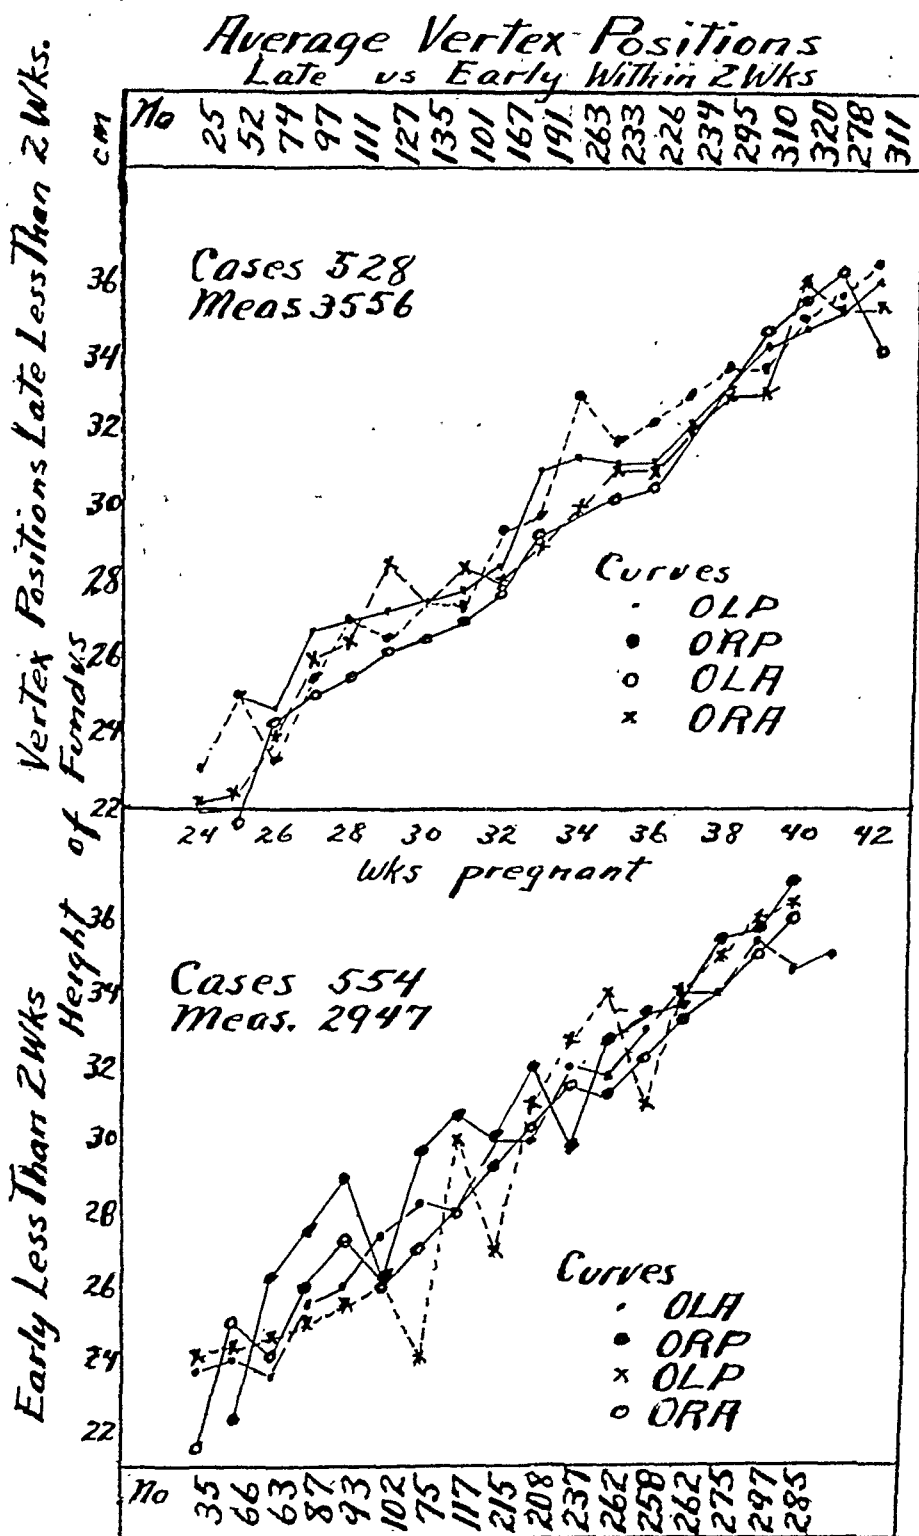 Average Vertex Positions
Late vs Early Within 2 Wks
No 25 52 74 97 111 127 135 101 167 191 263 233 226 234 295 310 320 278 311
cm
Vertex Positions Late Less Than 2 Wks.
Cases 528
Meas 3556
36
34
32
30
28
26
24
22
Curves
. OLP
● ORP
o OLA
x ORA
24 26 28 30 32 34 36 38 40 42
Wks pregnant
Height of Fundus
Early Less Than 2 Wks
Cases 554
Meas. 2947
36
34
32
30
28
26
24
22
Curves
. OLA
● ORP
x OLP
o ORA
No 35 66 63 87 93 102 75 117 215 208 237 262 258 262 275 297 285